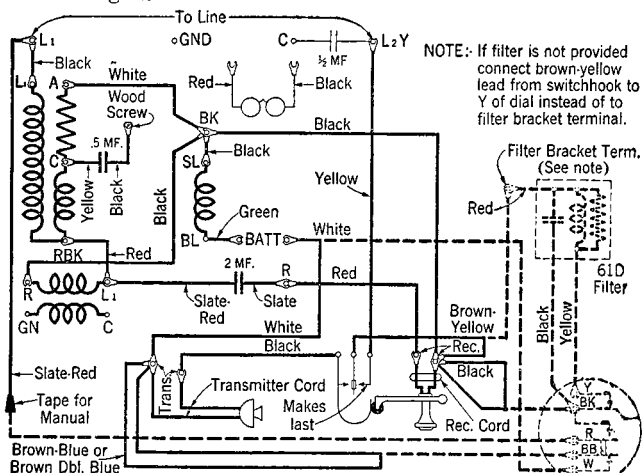 To Line
L1
GND
C
L2 Y
½ MF
Black
L1
A
White
Wood
Screw
Red
Black
BK
Black
NOTE:- If filter is not provided
connect brown-yellow
lead from switchhook to
Y of dial instead of to
filter bracket terminal.
.5 MF.
C
Yellow
Black
Black
SL
Black
Yellow
Filter Bracket Term.
(See note)
Red
Green
BL
BATT
White
RBK
Red
R
L1
2 MF.
R
Red
61D
Filter
GN
C
Slate-
Red
Slate
Black
Yellow
White
Black
Brown-
Yellow
Rec.
Black
Slate-Red
Trans.
Transmitter Cord
Tape for
Manual
Makes
last
Rec. Cord
Brown-Blue or
Brown Dbl. Blue
Y
BK
R
BB
W